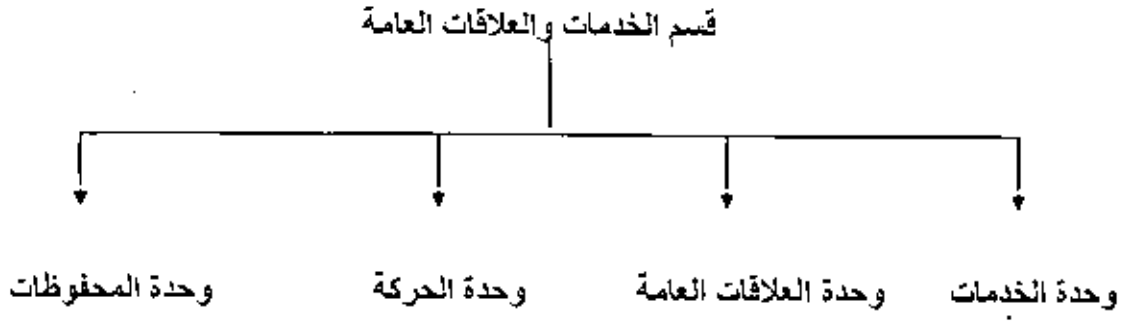 قسم الخدمات والعلاقات العامة
وحدة الخدمات وحدة العلاقات العامة وحدة الحركة وحدة المحفوظات